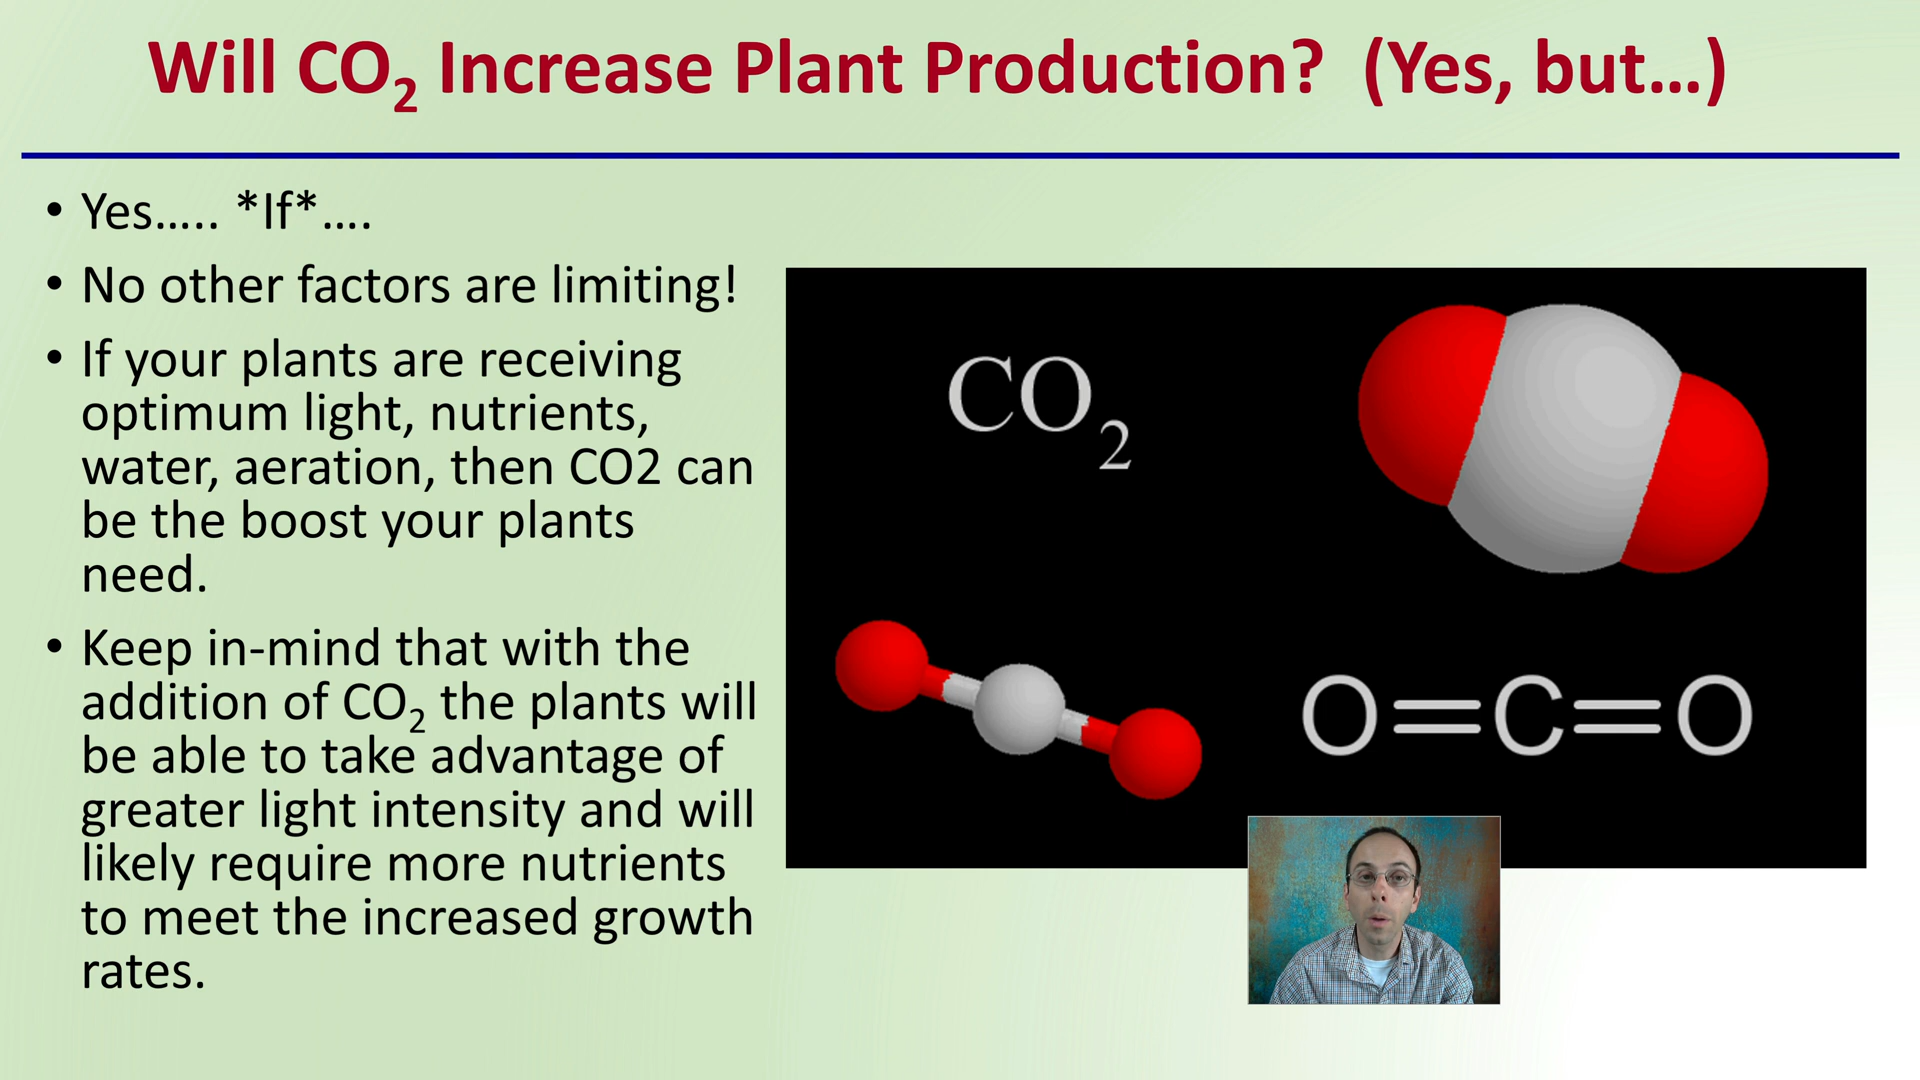 Will CO₂ Increase Plant Production?  (Yes, but...)
• Yes..... *If*....
• No other factors are limiting!
• If your plants are receiving
optimum light, nutrients,
water, aeration, then CO2 can
be the boost your plants
need.
• Keep in-mind that with the
addition of CO₂ the plants will
be able to take advantage of
greater light intensity and will
likely require more nutrients
to meet the increased growth
rates.
CO₂
O=C=O